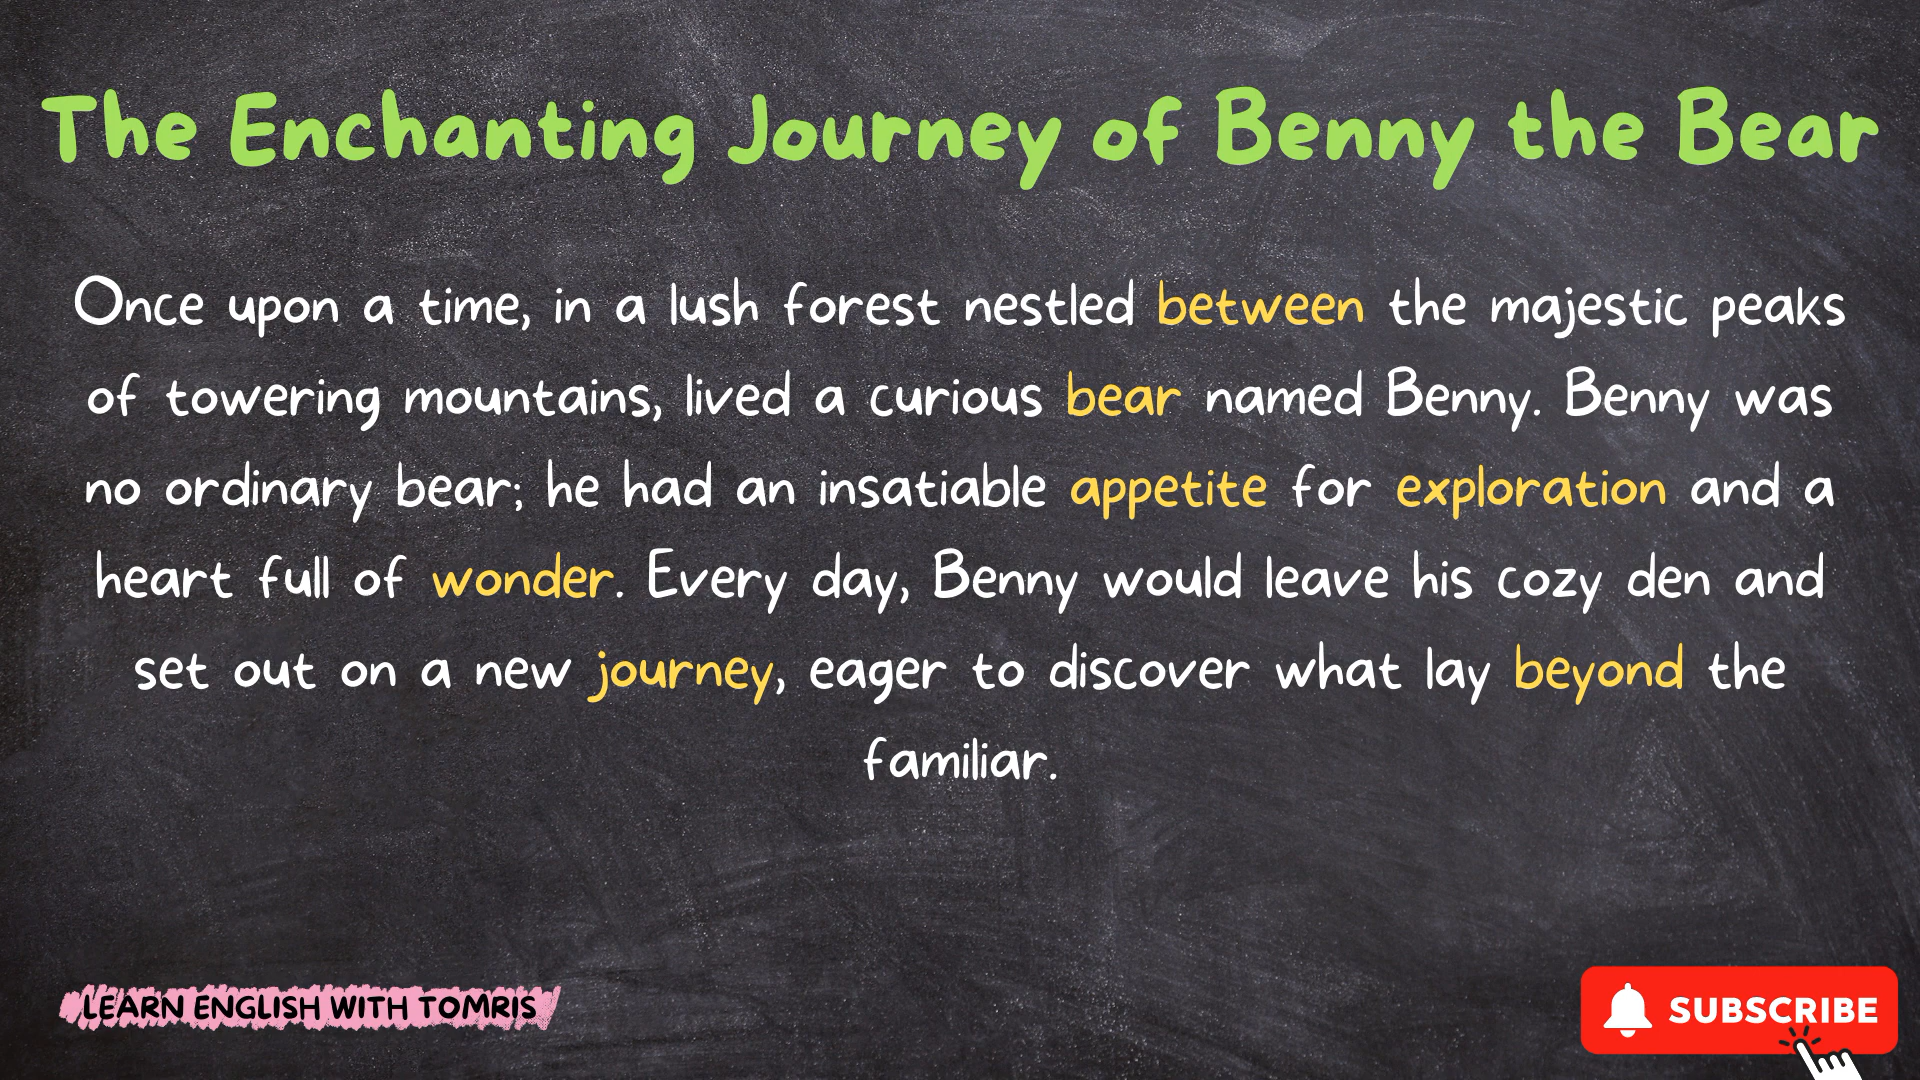 The Enchanting Journey of Benny the Bear
Once upon a time, in a lush forest nestled between the majestic peaks
of towering mountains, lived a curious bear named Benny. Benny was
no ordinary bear; he had an insatiable appetite for exploration and a
heart full of wonder. Every day, Benny would leave his cozy den and
set out on a new journey, eager to discover what lay beyond the
familiar.
LEARN ENGLISH WITH TOMRIS
SUBSCRIBE